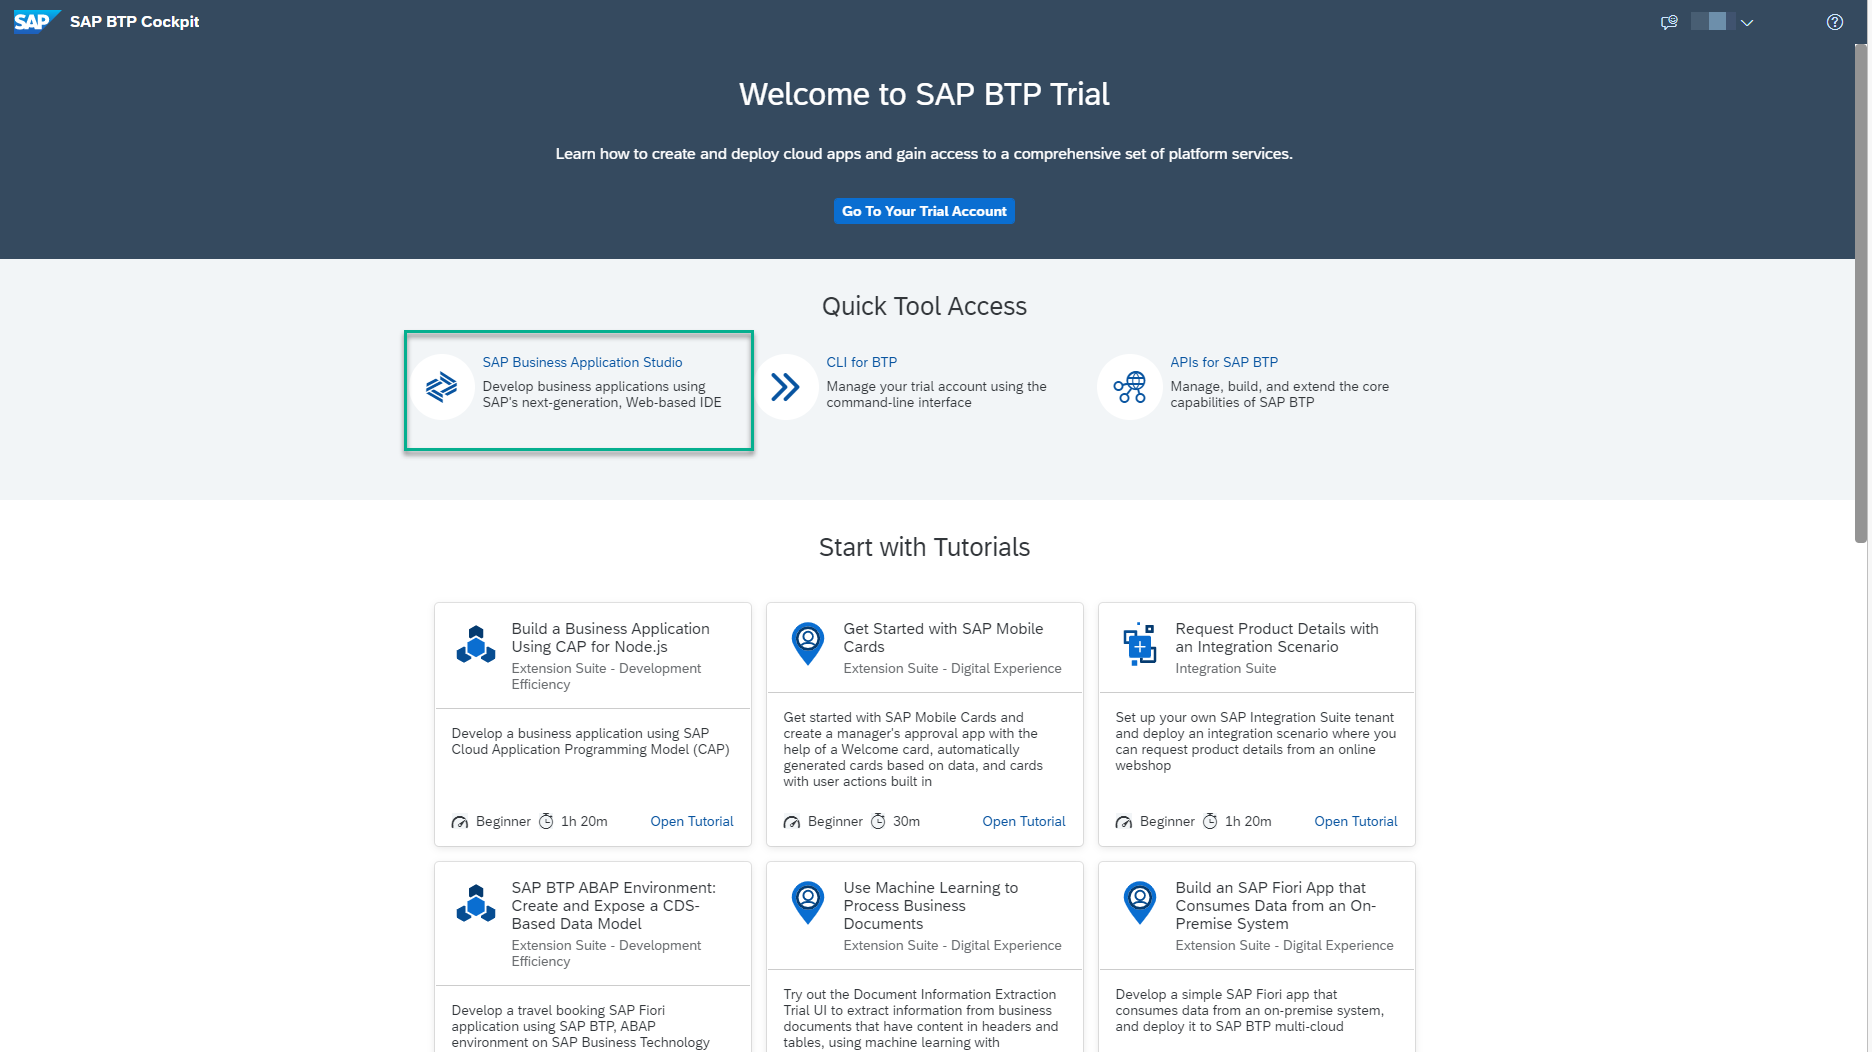 SAP SAP BTP Cockpit
Welcome to SAP BTP Trial
Learn how to create and deploy cloud apps and gain access to a comprehensive set of platform services.
Go To Your Trial Account
Quick Tool Access
SAP Business Application Studio
Develop business applications using
SAP's next-generation, Web-based IDE
CLI for BTP
Manage your trial account using the
command-line interface
APIs for SAP BTP
Manage, build, and extend the core
capabilities of SAP BTP
Start with Tutorials
Build a Business Application
Using CAP for Node.js
Extension Suite - Development
Efficiency
Develop a business application using SAP
Cloud Application Programming Model (CAP)
Beginner 1h 20m Open Tutorial
Get Started with SAP Mobile
Cards
Extension Suite - Digital Experience
Get started with SAP Mobile Cards and
create a manager's approval app with the
help of a Welcome card, automatically
generated cards based on data, and cards
with user actions built in
Beginner 30m Open Tutorial
Request Product Details with
an Integration Scenario
Integration Suite
Set up your own SAP Integration Suite tenant
and deploy an integration scenario where you
can request product details from an online
webshop
Beginner 1h 20m Open Tutorial
SAP BTP ABAP Environment:
Create and Expose a CDS-
Based Data Model
Extension Suite - Development
Efficiency
Develop a travel booking SAP Fiori
application using SAP BTP, ABAP
environment on SAP Business Technology
Use Machine Learning to
Process Business
Documents
Extension Suite - Digital Experience
Try out the Document Information Extraction
Trial UI to extract information from business
documents that have content in headers and
tables, using machine learning with
Build an SAP Fiori App that
Consumes Data from an On-
Premise System
Extension Suite - Digital Experience
Develop a simple SAP Fiori app that
consumes data from an on-premise system,
and deploy it to SAP BTP multi-cloud